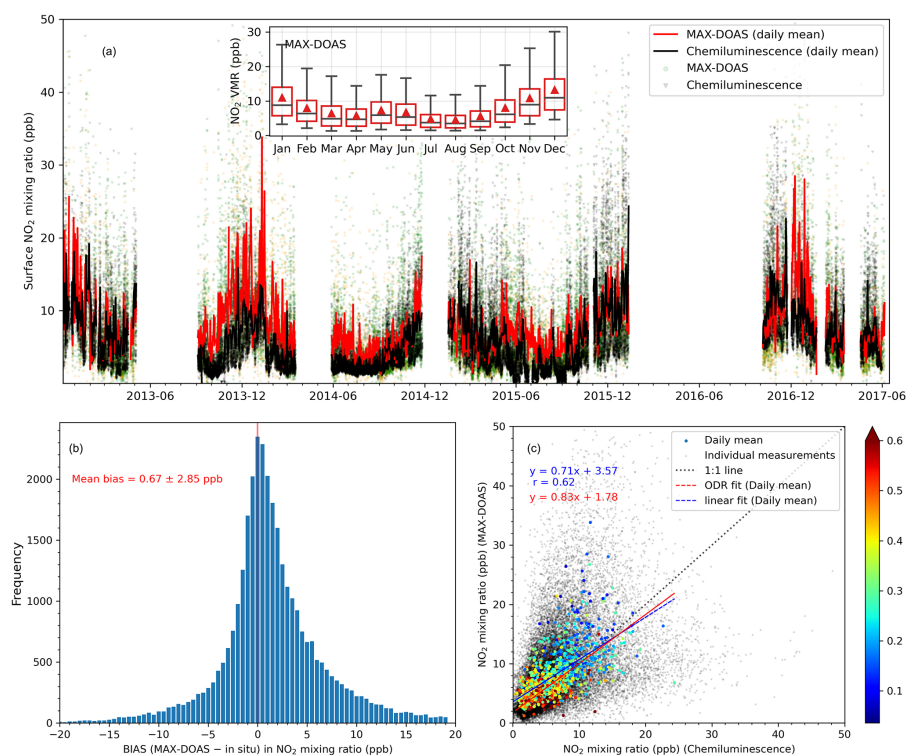 (a)
MAX-DOAS (daily mean)
Chemiluminescence (daily mean)
MAX-DOAS
Chemiluminescence
MAX-DOAS
NO₂ VMR (ppb)
30
20
10
0
Jan Feb Mar Apr May Jun Jul Aug Sep Oct Nov Dec
Surface NO₂ mixing ratio (ppb)
50
40
30
20
10
2013-06 2013-12 2014-06 2014-12 2015-06 2015-12 2016-06 2016-12 2017-06
(b)
Mean bias = 0.67 ± 2.85 ppb
Frequency
2000
1500
1000
500
0
−20 −15 −10 −5 0 5 10 15 20
BIAS (MAX-DOAS − in situ) in NO₂ mixing ratio (ppb)
(c)
y = 0.71x + 3.57
r = 0.62
y = 0.83x + 1.78
Daily mean
Individual measurements
1:1 line
ODR fit (Daily mean)
linear fit (Daily mean)
NO₂ mixing ratio (ppb) (MAX-DOAS)
50
40
30
20
10
0
0 10 20 30 40 50
NO₂ mixing ratio (ppb) (Chemiluminescence)
0.6
0.5
0.4
0.3
0.2
0.1